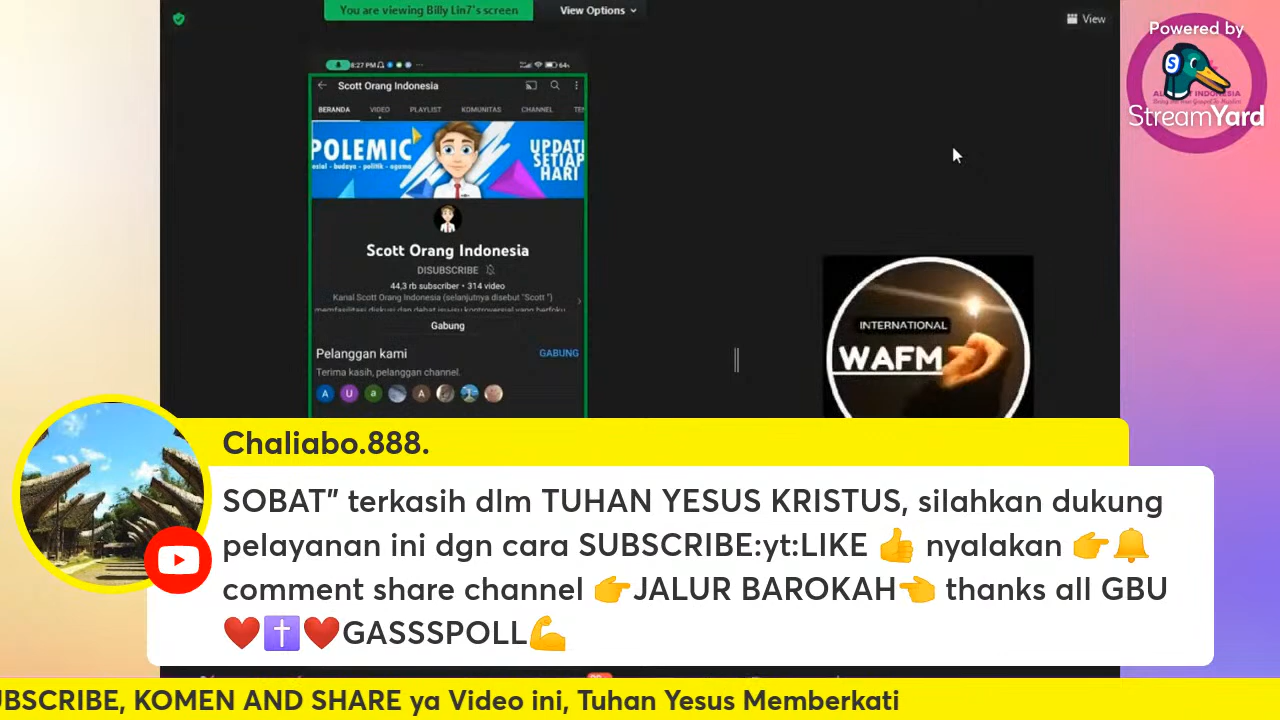 You are viewing Billy Lin7's screen
View Options
View
Powered by
StreamYard
8:27 PM
64%
Scott Orang Indonesia
BERANDA VIDEO PLAYLIST KOMUNITAS CHANNEL
POLEMIC
UPDATE
SETIAP
HARI
Scott Orang Indonesia
DISUBSCRIBE
44,3 rb subscriber • 314 video
Kanal Scott Orang Indonesia (selanjutnya disebut "Scott ")
Gabung
Pelanggan kami GABUNG
Terima kasih, pelanggan channel.
A U a A
INTERNATIONAL
WAFM
Chaliabo.888.
SOBAT" terkasih dlm TUHAN YESUS KRISTUS, silahkan dukung
pelayanan ini dgn cara SUBSCRIBE:yt:LIKE 👍 nyalakan 👉🔔
comment share channel 👉JALUR BAROKAH👈 thanks all GBU
❤️✝️❤️GASSSPOLL💪
UBSCRIBE, KOMEN AND SHARE ya Video ini, Tuhan Yesus Memberkati